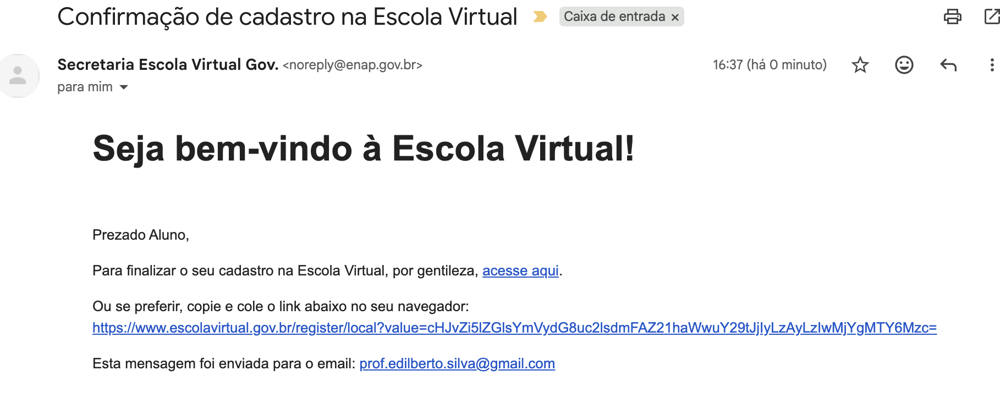 Confirmação de cadastro na Escola Virtual Caixa de entrada ×
Secretaria Escola Virtual Gov. <noreply@enap.gov.br> 16:37 (há 0 minuto)
para mim
Seja bem-vindo à Escola Virtual!
Prezado Aluno,
Para finalizar o seu cadastro na Escola Virtual, por gentileza, acesse aqui.
Ou se preferir, copie e cole o link abaixo no seu navegador:
https://www.escolavirtual.gov.br/register/local?value=cHJvZi5lZGlsYmVydG8uc2lsdmFAZ21haWwuY29tJjIyLzAyLzIwMjYgMTY6Mzc=
Esta mensagem foi enviada para o email: prof.edilberto.silva@gmail.com